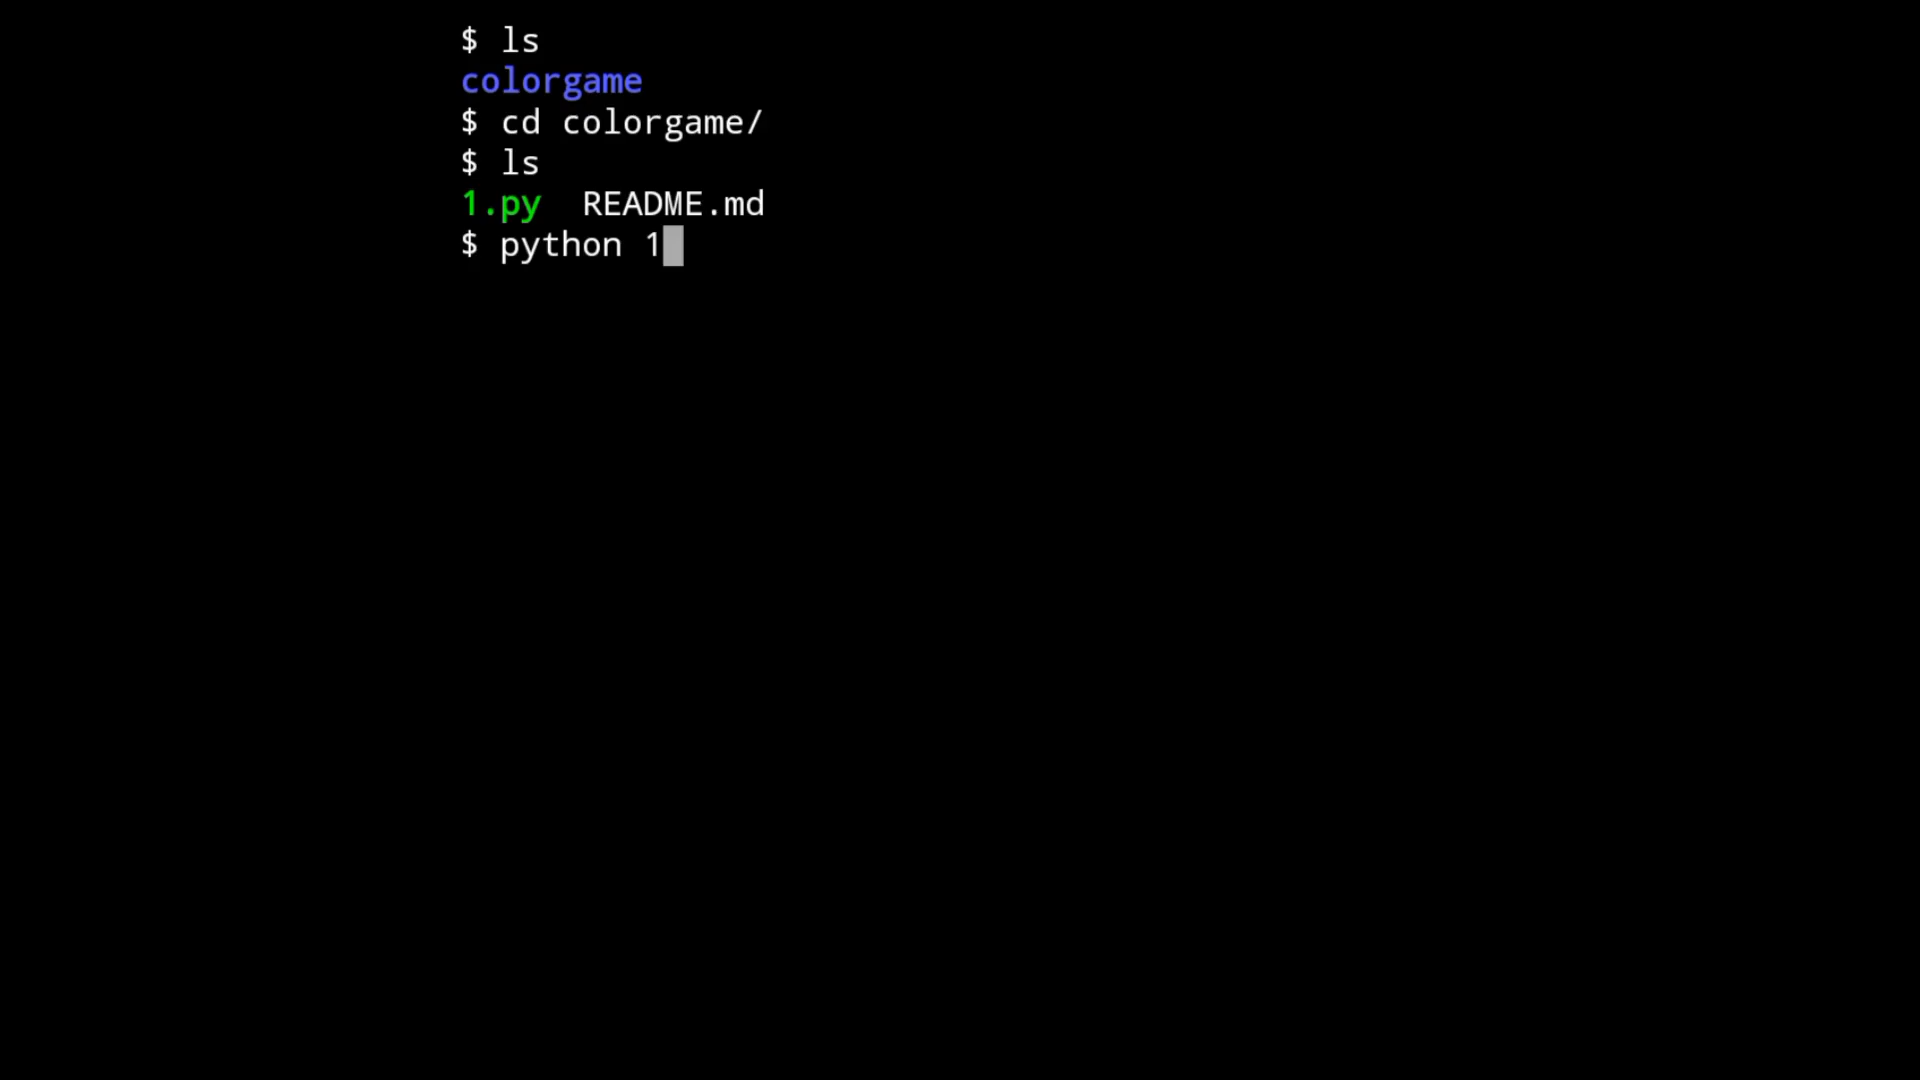 $ ls
colorgame
$ cd colorgame/
$ ls
1.py  README.md
$ python 1